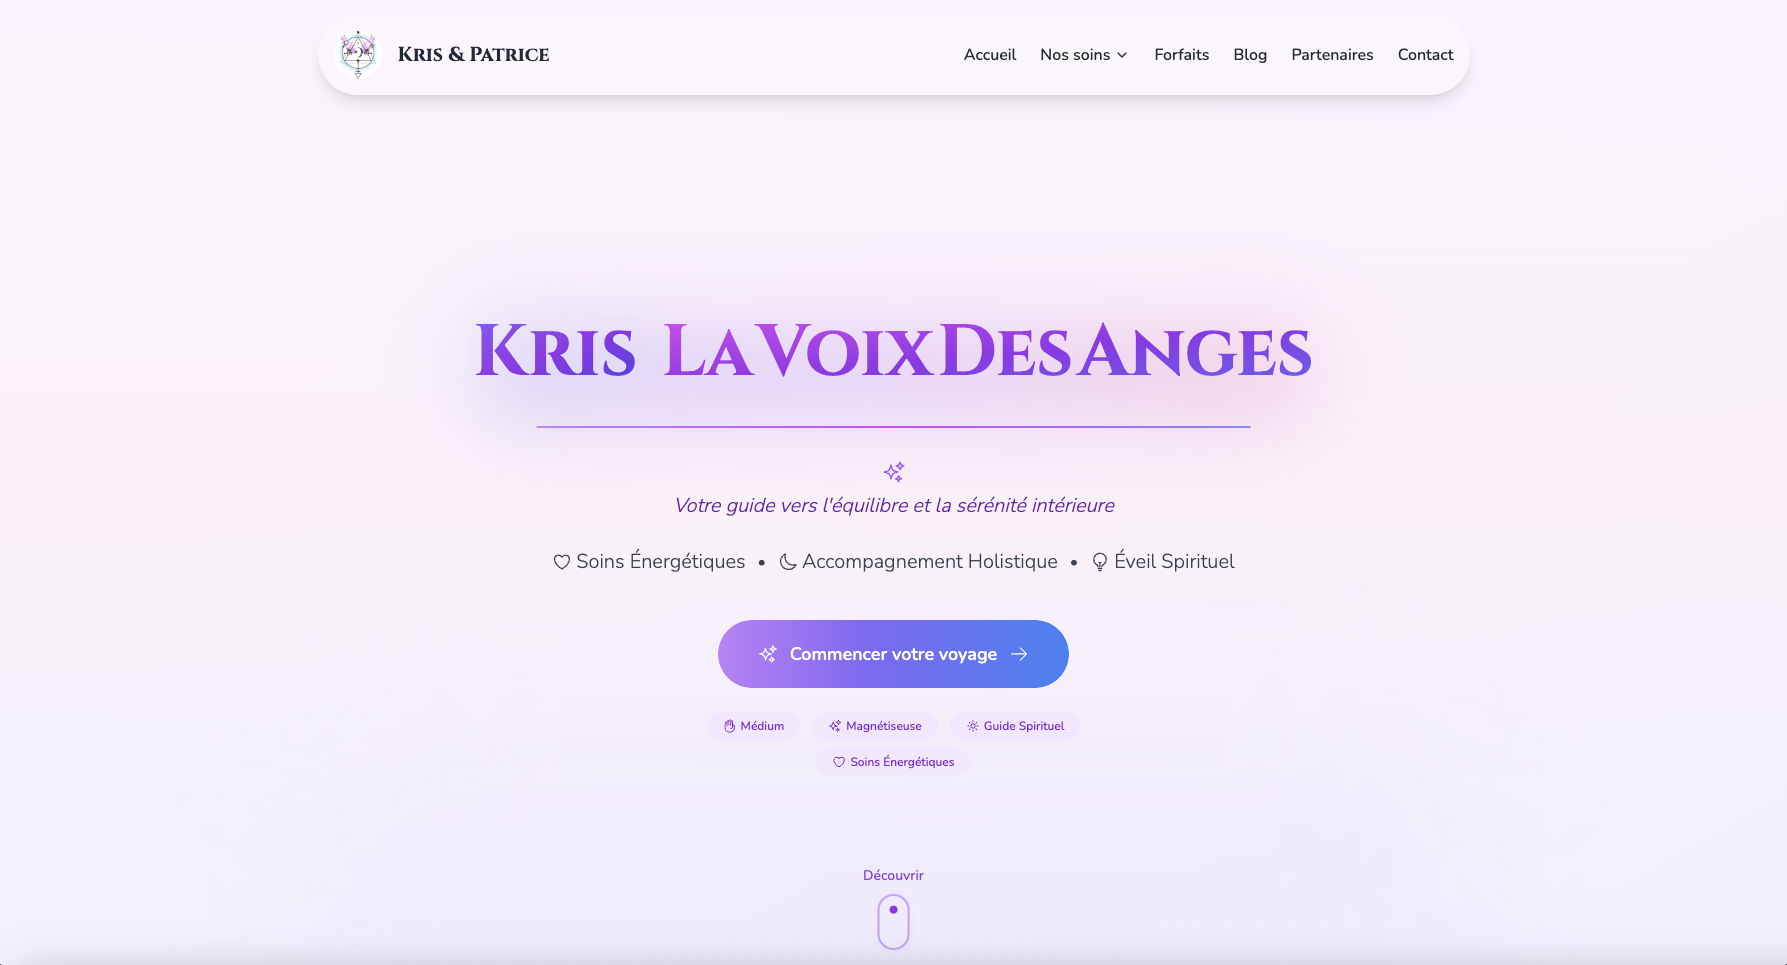 Kris & Patrice
Accueil Nos soins Forfaits Blog Partenaires Contact
Kris LaVoixDesAnges
Votre guide vers l'équilibre et la sérénité intérieure
Soins Énergétiques • Accompagnement Holistique • Éveil Spirituel
Commencer votre voyage
Médium Magnétiseuse Guide Spirituel
Soins Énergétiques
Découvrir